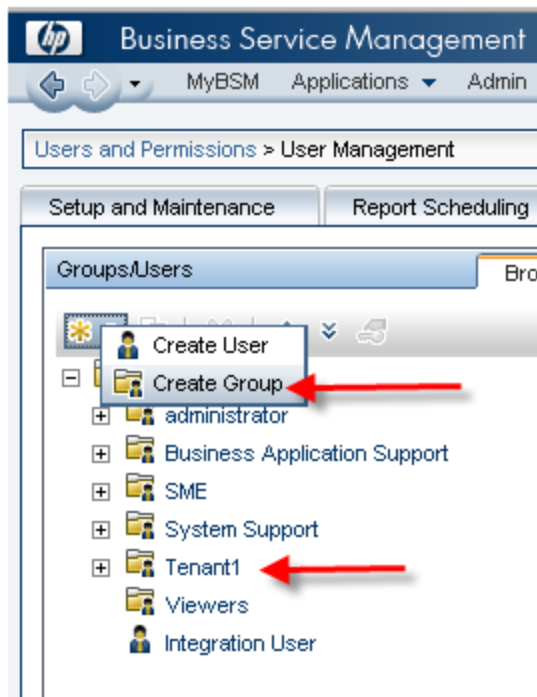 hp Business Service Management
MyBSM Applications Admin
Users and Permissions > User Management
Setup and Maintenance Report Scheduling
Groups/Users Bro
Create User
Create Group
administrator
Business Application Support
SME
System Support
Tenant1
Viewers
Integration User